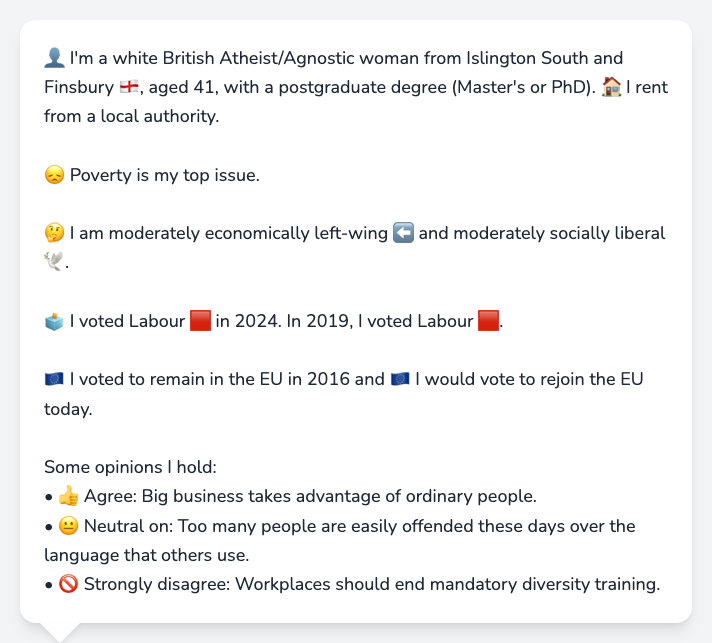 👤 I'm a white British Atheist/Agnostic woman from Islington South and
Finsbury 🏴󠁧󠁢󠁥󠁮󠁧󠁿, aged 41, with a postgraduate degree (Master's or PhD). 🏠 I rent
from a local authority.
😞 Poverty is my top issue.
🤔 I am moderately economically left-wing ⬅️ and moderately socially liberal
🕊️.
🗳️ I voted Labour 🟥 in 2024. In 2019, I voted Labour 🟥.
🇪🇺 I voted to remain in the EU in 2016 and 🇪🇺 I would vote to rejoin the EU
today.
Some opinions I hold:
• 👍 Agree: Big business takes advantage of ordinary people.
• 😐 Neutral on: Too many people are easily offended these days over the
language that others use.
• 🚫 Strongly disagree: Workplaces should end mandatory diversity training.